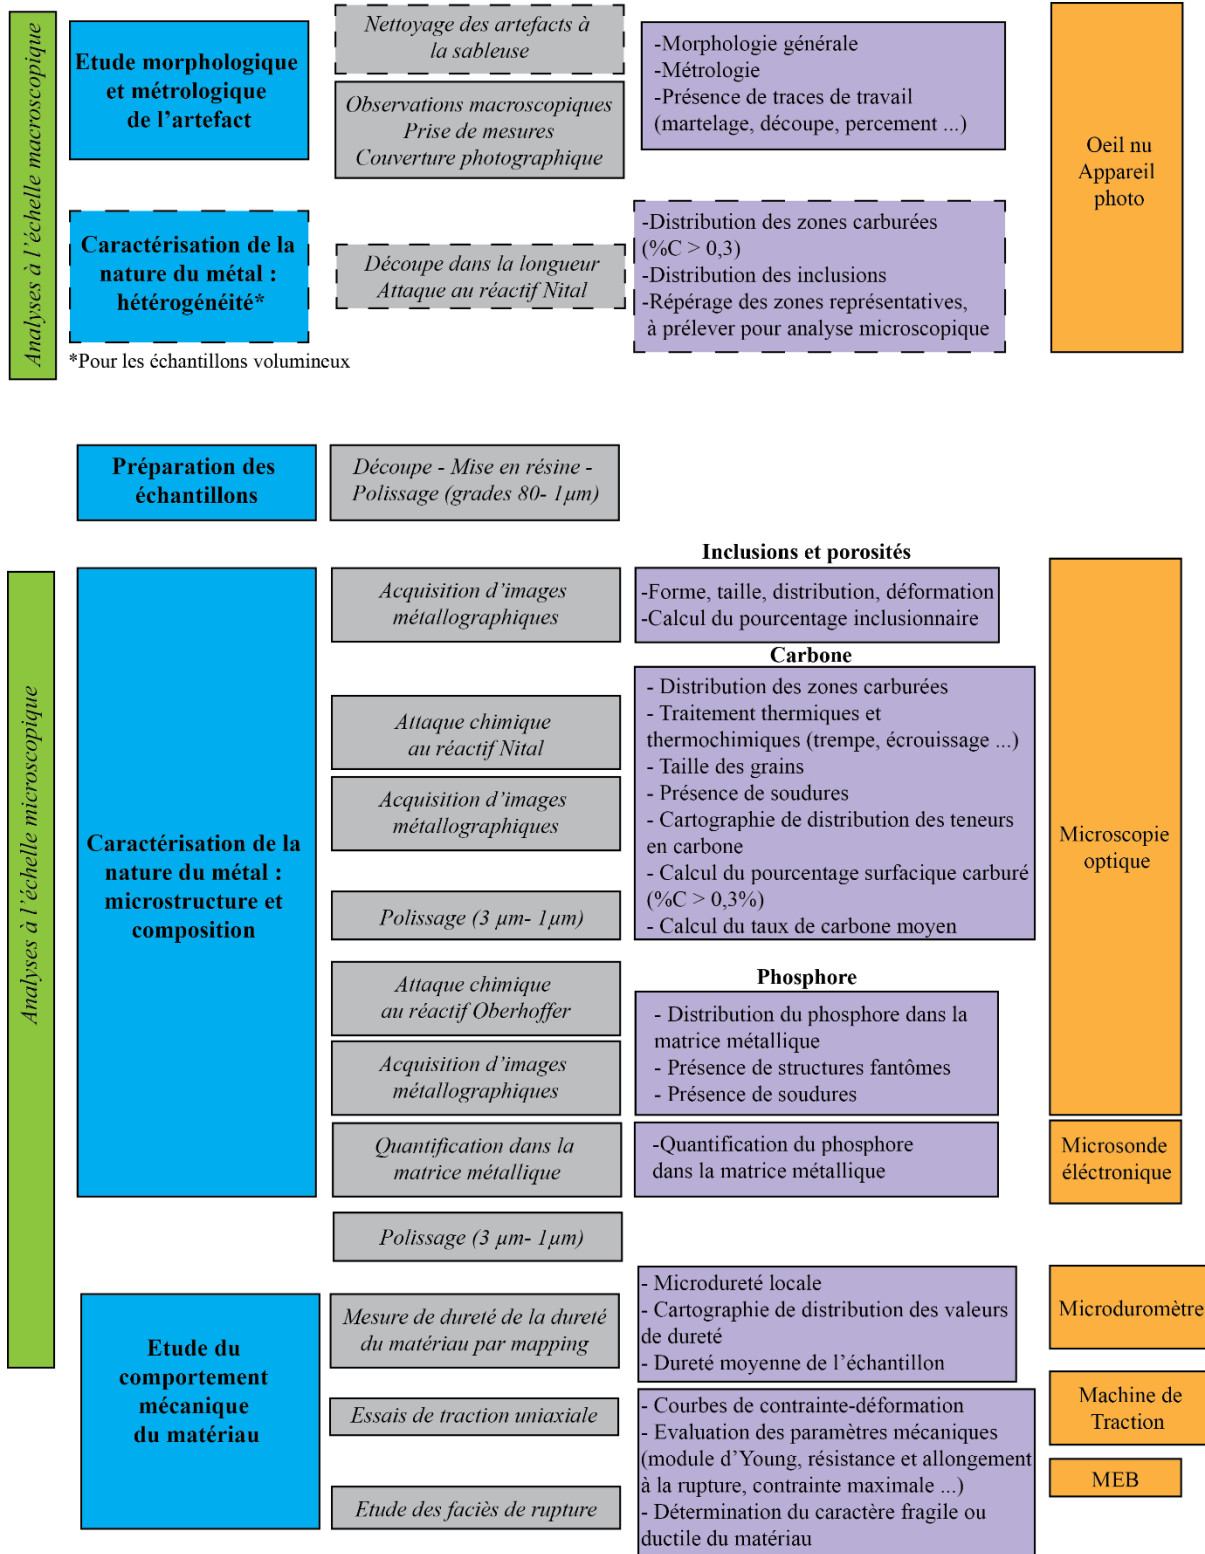 Analyses à l'échelle macroscopique
Etude morphologique
et métrologique
de l'artefact
Nettoyage des artefacts à
la sableuse
Observations macroscopiques
Prise de mesures
Couverture photographique
-Morphologie générale
-Métrologie
-Présence de traces de travail
(martelage, découpe, percement ...)
Oeil nu
Appareil
photo
Caractérisation de la
nature du métal :
hétérogénéité*
Découpe dans la longueur
Attaque au réactif Nital
-Distribution des zones carburées
(%C > 0,3)
-Distribution des inclusions
-Répérage des zones représentatives,
à prélever pour analyse microscopique
*Pour les échantillons volumineux
Préparation des
échantillons
Découpe - Mise en résine -
Polissage (grades 80- 1µm)
Analyses à l'échelle microscopique
Caractérisation de la
nature du métal :
microstructure et
composition
Acquisition d'images
métallographiques
Inclusions et porosités
-Forme, taille, distribution, déformation
-Calcul du pourcentage inclusionnaire
Attaque chimique
au réactif Nital
Acquisition d'images
métallographiques
Polissage (3 µm- 1µm)
Carbone
- Distribution des zones carburées
- Traitement thermiques et
thermochimiques (trempe, écrouissage ...)
- Taille des grains
- Présence de soudures
- Cartographie de distribution des teneurs
en carbone
- Calcul du pourcentage surfacique carburé
(%C > 0,3%)
- Calcul du taux de carbone moyen
Microscopie
optique
Attaque chimique
au réactif Oberhoffer
Acquisition d'images
métallographiques
Phosphore
- Distribution du phosphore dans la
matrice métallique
- Présence de structures fantômes
- Présence de soudures
Quantification dans la
matrice métallique
-Quantification du phosphore
dans la matrice métallique
Microsonde
éléctronique
Polissage (3 µm- 1µm)
Etude du
comportement
mécanique
du matériau
Mesure de dureté de la dureté
du matériau par mapping
- Microdureté locale
- Cartographie de distribution des valeurs
de dureté
- Dureté moyenne de l'échantillon
Microduromètre
Essais de traction uniaxiale
Etude des faciès de rupture
- Courbes de contrainte-déformation
- Evaluation des paramètres mécaniques
(module d'Young, résistance et allongement
à la rupture, contrainte maximale ...)
- Détermination du caractère fragile ou
ductile du matériau
Machine de
Traction
MEB